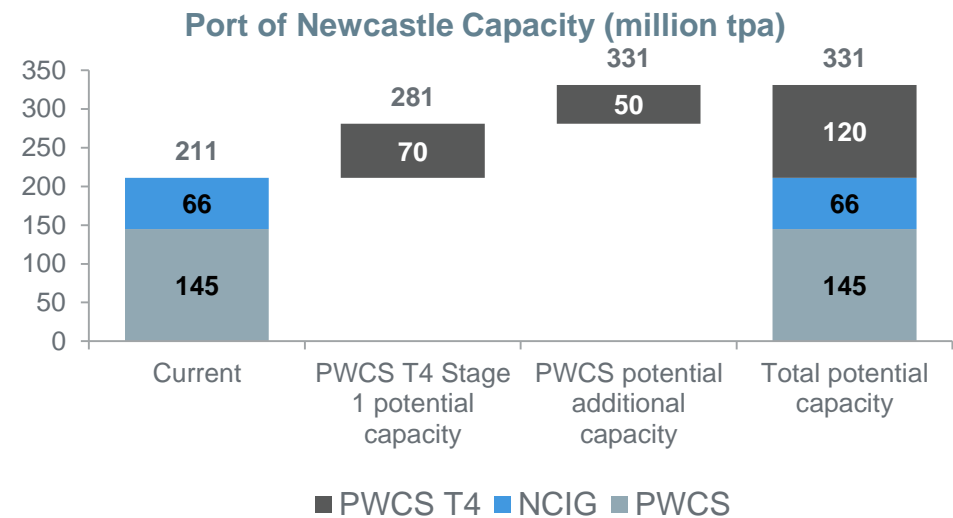 Port of Newcastle Capacity (million tpa)
350
300
250
200
150
100
50
0
211
66
145
281
70
331
50
331
120
66
145
Current
PWCS T4 Stage
1 potential
capacity
PWCS potential
additional
capacity
Total potential
capacity
PWCS T4
NCIG
PWCS